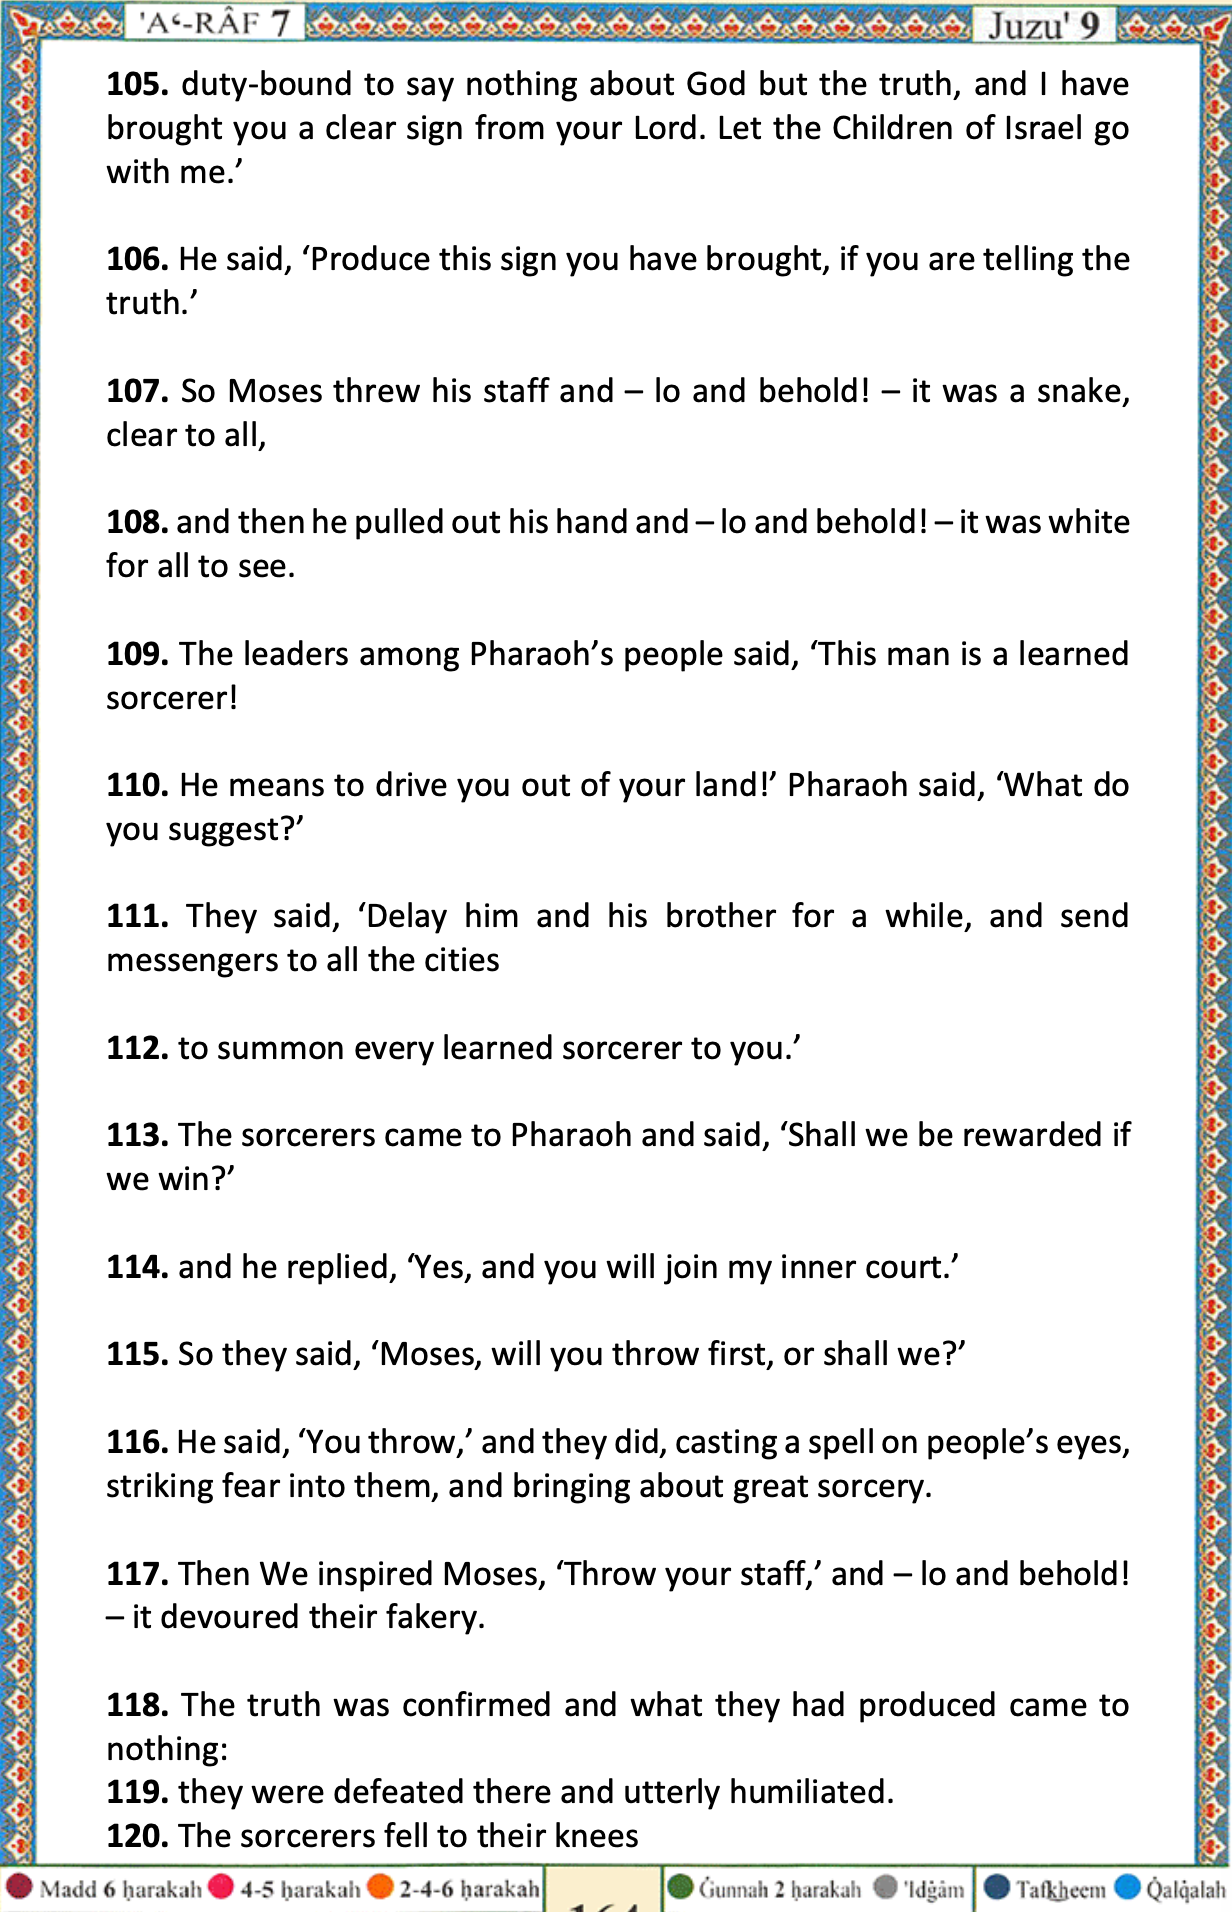 'A‘-RÂF 7
Juzu' 9
105. duty-bound to say nothing about God but the truth, and I have
brought you a clear sign from your Lord. Let the Children of Israel go
with me.’
106. He said, ‘Produce this sign you have brought, if you are telling the
truth.’
107. So Moses threw his staff and – lo and behold! – it was a snake,
clear to all,
108. and then he pulled out his hand and – lo and behold! – it was white
for all to see.
109. The leaders among Pharaoh’s people said, ‘This man is a learned
sorcerer!
110. He means to drive you out of your land!’ Pharaoh said, ‘What do
you suggest?’
111. They said, ‘Delay him and his brother for a while, and send
messengers to all the cities
112. to summon every learned sorcerer to you.’
113. The sorcerers came to Pharaoh and said, ‘Shall we be rewarded if
we win?’
114. and he replied, ‘Yes, and you will join my inner court.’
115. So they said, ‘Moses, will you throw first, or shall we?’
116. He said, ‘You throw,’ and they did, casting a spell on people’s eyes,
striking fear into them, and bringing about great sorcery.
117. Then We inspired Moses, ‘Throw your staff,’ and – lo and behold!
– it devoured their fakery.
118. The truth was confirmed and what they had produced came to
nothing:
119. they were defeated there and utterly humiliated.
120. The sorcerers fell to their knees
Madd 6 ḥarakah 4-5 ḥarakah 2-4-6 ḥarakah
Ġunnah 2 ḥarakah 'Idġâm
Tafkheem Q̇alq̇alah